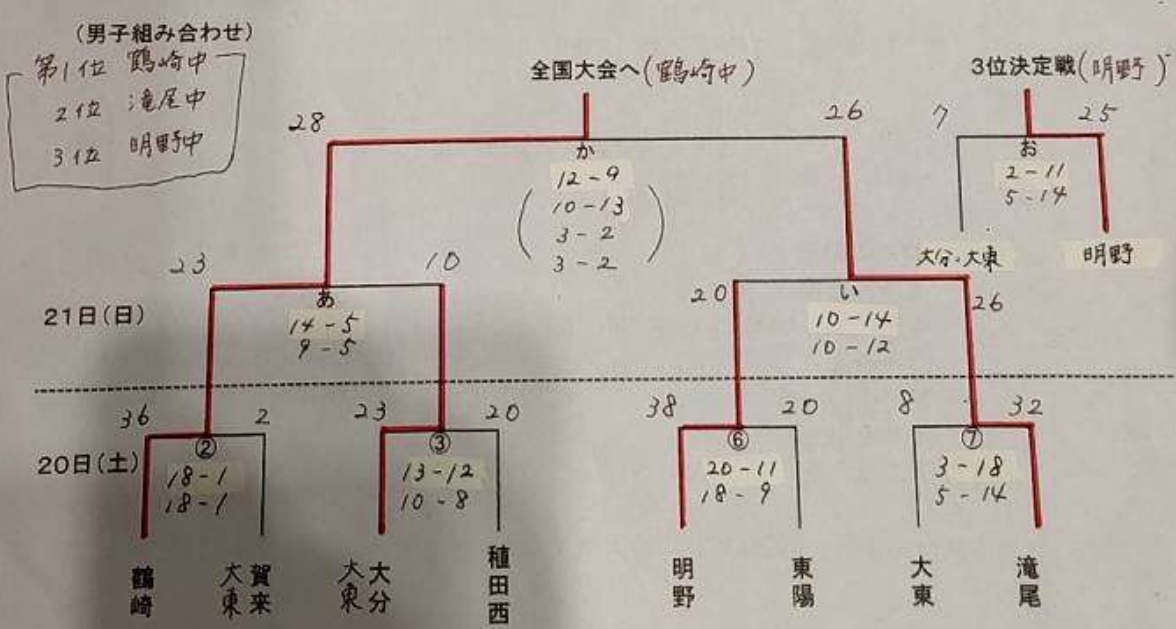 (男子組み合わせ)
第1位 鶴崎中
2位 滝尾中
3位 明野中
全国大会へ(鶴崎中)
3位決定戦(明野)
28
26
7
25
か
12-9
10-13
3-2
3-2
お
2-11
5-14
大分・大東
明野
21日(日)
23
10
あ
14-5
9-5
20
26
い
10-14
10-12
20日(土)
36
2
②
18-1
18-1
23
20
③
13-12
10-8
38
20
⑥
20-11
18-9
8
32
⑦
3-18
5-14
鶴崎
賀来
大東
大分
大東
稙田西
明野
東陽
大東
滝尾